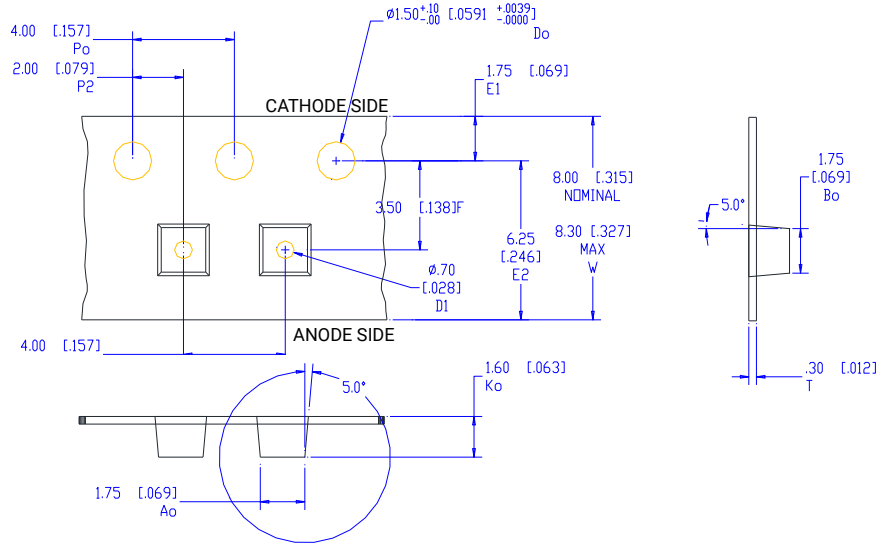 4.00 [.157]
Po
2.00 [.079]
P2
Ø1.50+.10 -.00 [.0591 +.0039 -.0000]
Do
1.75 [.069]
E1
CATHODE SIDE
3.50 [.138]F
8.00 [.315]
NOMINAL
8.30 [.327]
MAX
W
6.25
[.246]
E2
Ø.70
[.028]
D1
ANODE SIDE
4.00 [.157]
5.0°
1.75
[.069]
Bo
.30 [.012]
T
5.0°
1.60 [.063]
Ko
1.75 [.069]
Ao